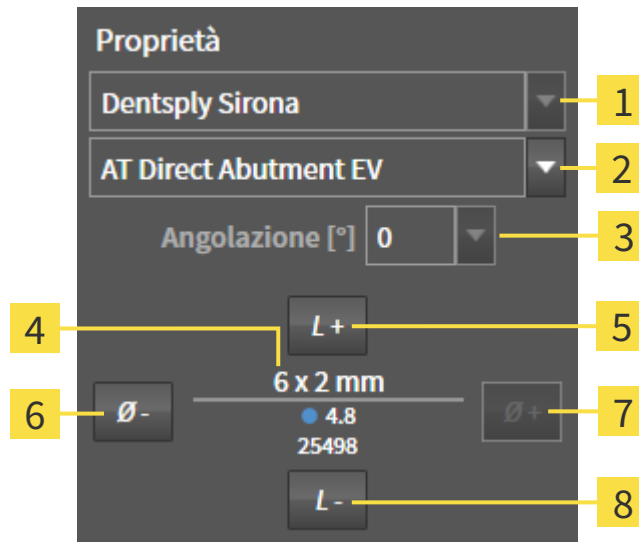 Proprietà
Dentsply Sirona 1
AT Direct Abutment EV 2
Angolazione [°] 0 3
L + 5
4
6 x 2 mm
6 Ø - Ø + 7
4.8
25498
L - 8